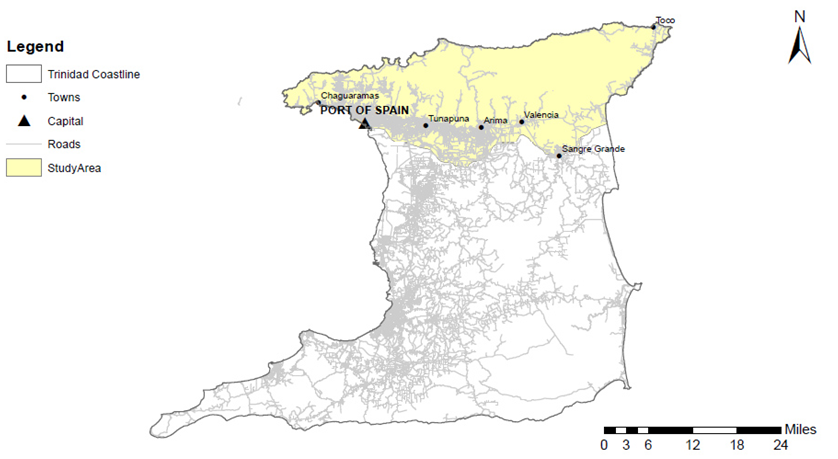 Toco
N
Legend
Trinidad Coastline
Towns
Capital
Roads
StudyArea
Chaguaramas
PORT OF SPAIN
Tunapuna
Arima
Valencia
Sangre Grande
Miles
0 3 6 12 18 24